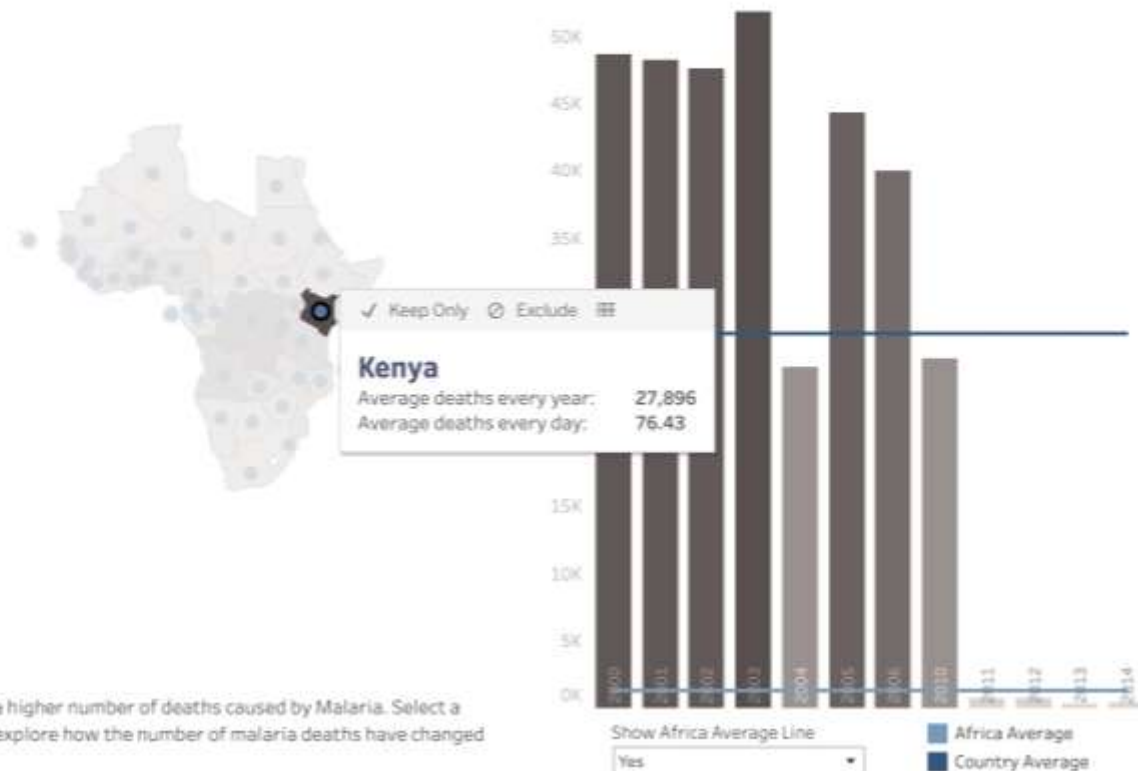 50K
45K
40K
35K
✓ Keep Only ⊘ Exclude
Kenya
Average deaths every year: 27,896
Average deaths every day: 76.43
15K
10K
5K
0K
2000 2001 2002 2003 2004 2005 2006 2010 2011 2012 2013 2014
higher number of deaths caused by Malaria. Select a
explore how the number of malaria deaths have changed
Show Africa Average Line
Yes
Africa Average
Country Average